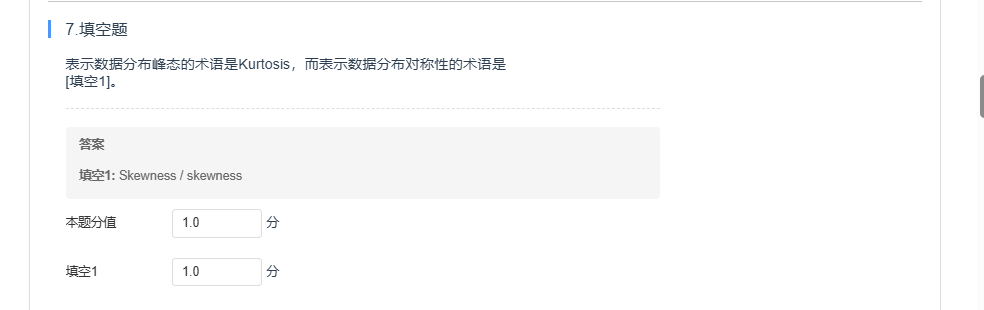 7.填空题
表示数据分布峰态的术语是Kurtosis，而表示数据分布对称性的术语是
[填空1]。
答案
填空1: Skewness / skewness
本题分值 1.0 分
填空1 1.0 分